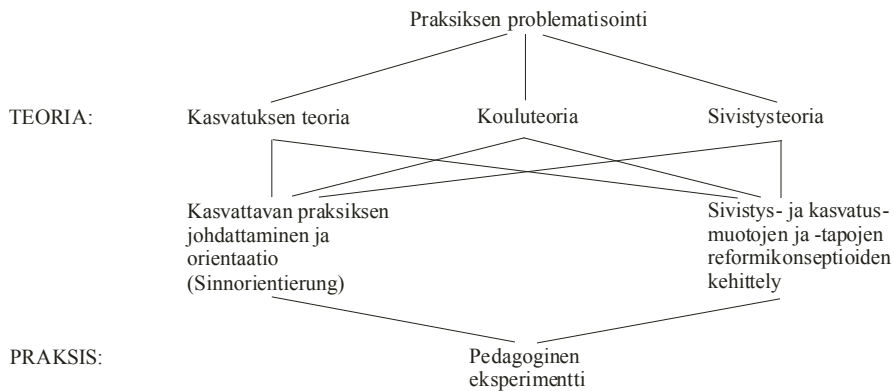 Praksiksen problematisointi
TEORIA: Kasvatuksen teoria Kouluteoria Sivistysteoria
Kasvattavan praksiksen
johdattaminen ja
orientaatio
(Sinnorientierung)
Sivistys- ja kasvatus-
muotojen ja -tapojen
reformikonseptioiden
kehittely
PRAKSIS: Pedagoginen
eksperimentti